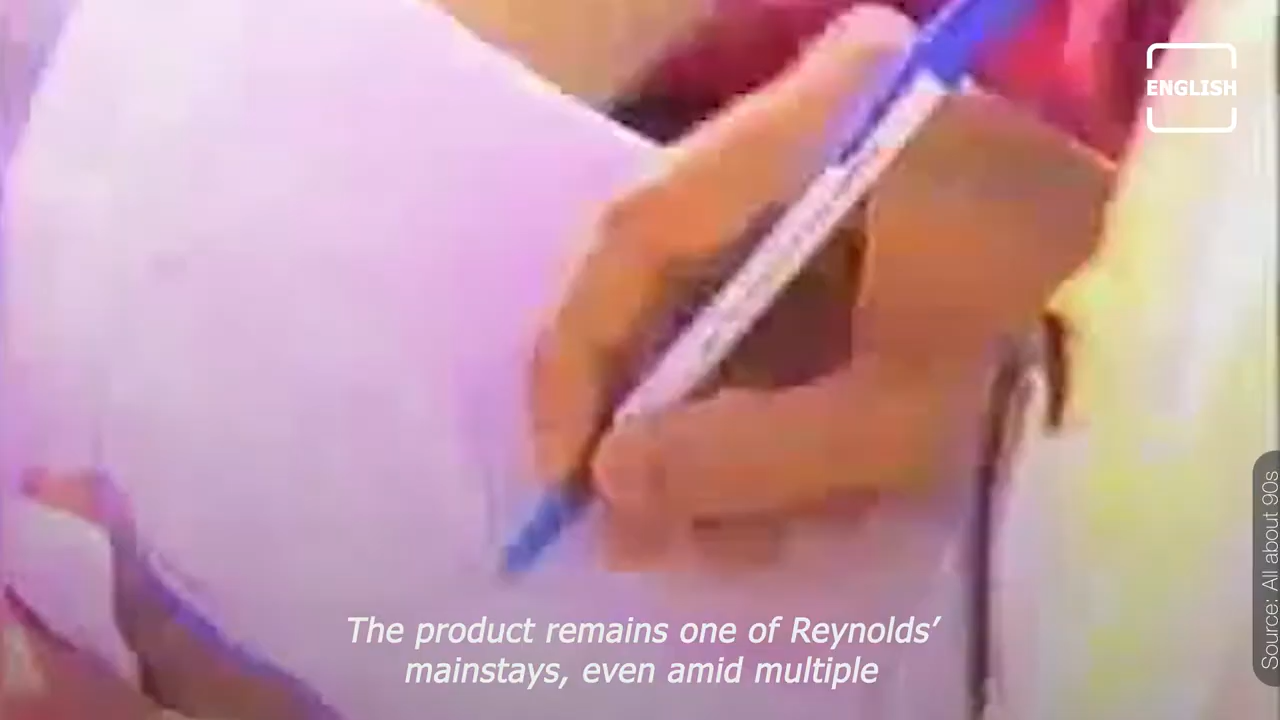 ENGLISH
Source: All about 90s
The product remains one of Reynolds’
mainstays, even amid multiple